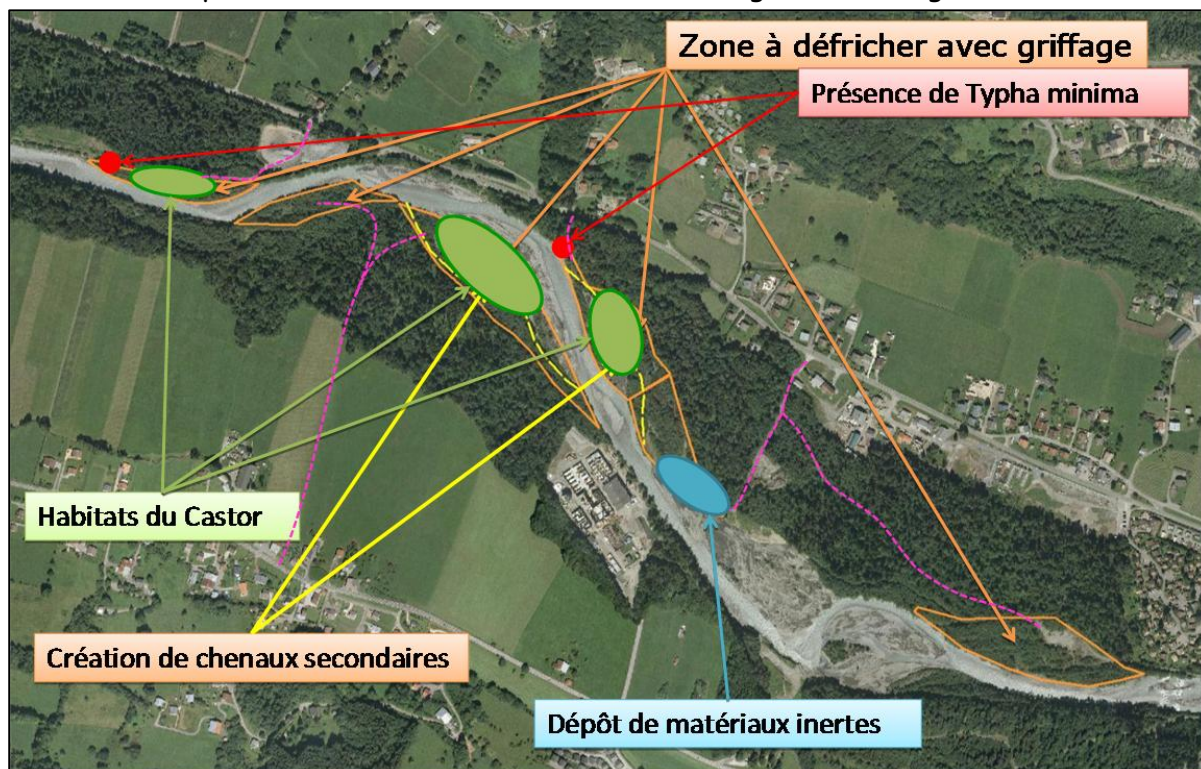 Zone à défricher avec griffage
Présence de Typha minima
Habitats du Castor
Création de chenaux secondaires
Dépôt de matériaux inertes